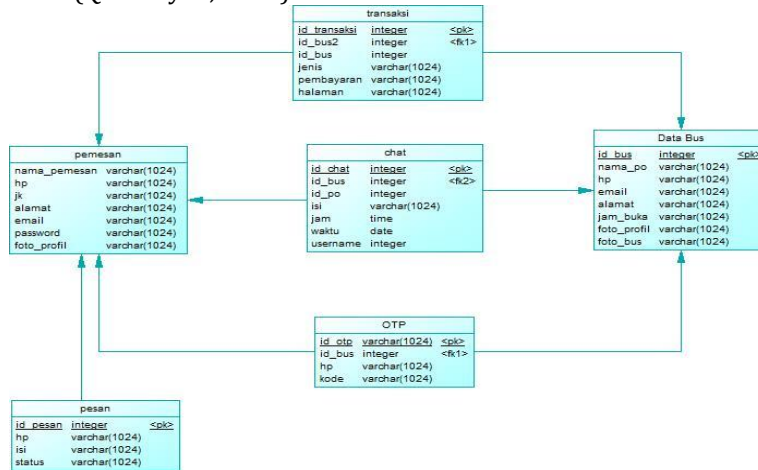 transaksi
id_transaksi integer <pk>
id_bus2 integer <fk1>
id_bus integer
jenis varchar(1024)
pembayaran varchar(1024)
halaman varchar(1024)
pemesan
nama_pemesan varchar(1024)
hp varchar(1024)
jk varchar(1024)
alamat varchar(1024)
email varchar(1024)
password varchar(1024)
foto_profil varchar(1024)
chat
id_chat integer <pk>
id_bus integer <fk2>
id_po integer
isi varchar(1024)
jam time
waktu date
username integer
Data Bus
id_bus integer <pk>
nama_po varchar(1024)
hp varchar(1024)
email varchar(1024)
alamat varchar(1024)
jam_buka varchar(1024)
foto_profil varchar(1024)
foto_bus varchar(1024)
OTP
id_otp varchar(1024) <pk>
id_bus integer <fk1>
hp varchar(1024)
kode varchar(1024)
pesan
id_pesan integer <pk>
hp varchar(1024)
isi varchar(1024)
status varchar(1024)